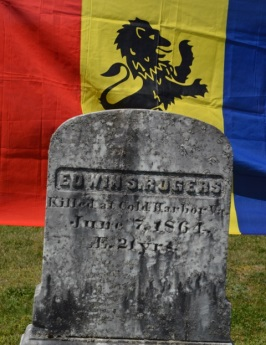 EDWIN S. ROGERS
Killed at Cold Harbor Va.
June 7, 1864,
Æ. 21 yrs.